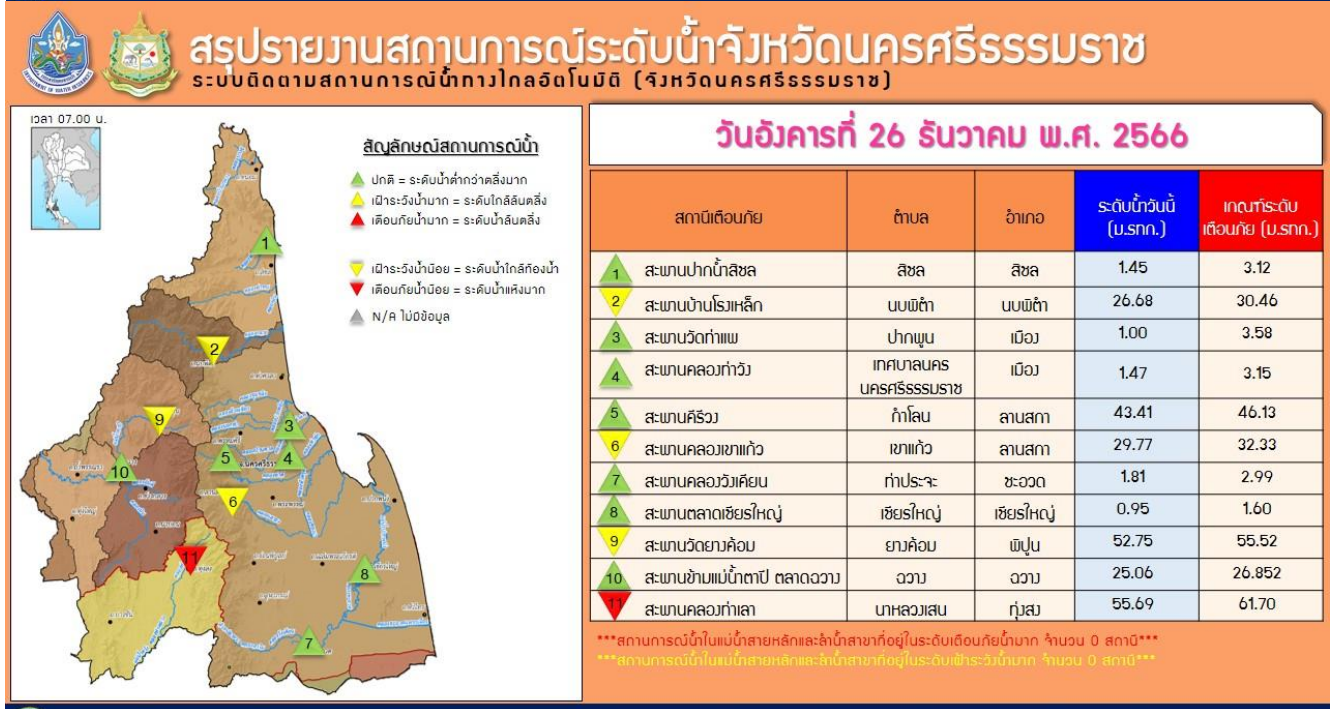 สรุปรายงานสถานการณ์ระดับน้ำจังหวัดนครศรีธรรมราช
ระบบติดตามสถานการณ์น้ำทางไกลอัตโนมัติ (จังหวัดนครศรีธรรมราช)
เวลา 07.00 น.
สัญลักษณ์สถานการณ์น้ำ
ปกติ = ระดับน้ำต่ำกว่าตลิ่งมาก
เฝ้าระวังน้ำมาก = ระดับใกล้ล้นตลิ่ง
เตือนภัยน้ำมาก = ระดับน้ำล้นตลิ่ง
เฝ้าระวังน้ำน้อย = ระดับน้ำใกล้ท้องน้ำ
เตือนภัยน้ำน้อย = ระดับน้ำแห้งมาก
N/A ไม่มีข้อมูล
1
2
9
3
10
5
4
6
11
8
7
วันอังคารที่ 26 ธันวาคม พ.ศ. 2566
สถานีเตือนภัย ตำบล อำเภอ ระดับน้ำวันนี้ (ม.รทก.) เกณฑ์ระดับเตือนภัย (ม.รทก.)
1 สะพานปากน้ำสิชล สิชล สิชล 1.45 3.12
2 สะพานบ้านโรงเหล็ก นบพิตำ นบพิตำ 26.68 30.46
3 สะพานวัดท่าแพ ปากพูน เมือง 1.00 3.58
4 สะพานคลองท่าวัง เทศบาลนครนครศรีธรรมราช เมือง 1.47 3.15
5 สะพานคีรีวง กำโลน ลานสกา 43.41 46.13
6 สะพานคลองเขาแก้ว เขาแก้ว ลานสกา 29.77 32.33
7 สะพานคลองวังเคียน ท่าประจะ ชะอวด 1.81 2.99
8 สะพานตลาดเชียรใหญ่ เชียรใหญ่ เชียรใหญ่ 0.95 1.60
9 สะพานวัดยางค้อม ยางค้อม พิปูน 52.75 55.52
10 สะพานข้ามแม่น้ำตาปี ตลาดฉวาง ฉวาง ฉวาง 25.06 26.852
11 สะพานคลองท่าเลา นาหลวงเสน ทุ่งสง 55.69 61.70
***สถานการณ์น้ำในแม่น้ำสายหลักและลำน้ำสาขาที่อยู่ในระดับเตือนภัยน้ำมาก จำนวน 0 สถานี***
***สถานการณ์น้ำในแม่น้ำสายหลักและลำน้ำสาขาที่อยู่ในระดับเฝ้าระวังน้ำมาก จำนวน 0 สถานี***